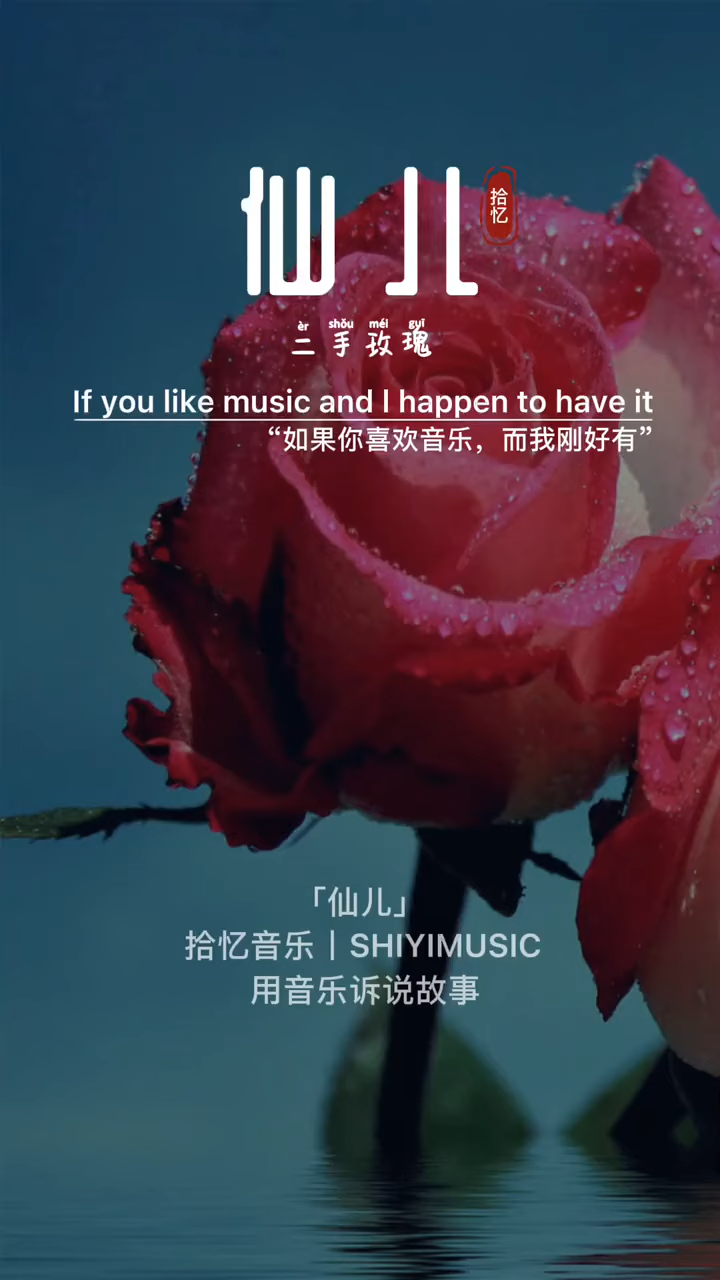 仙儿
拾忆
èr shǒu méi guī
二手玫瑰
If you like music and I happen to have it
“如果你喜欢音乐，而我刚好有”
「仙儿」
拾忆音乐丨SHIYIMUSIC
用音乐诉说故事